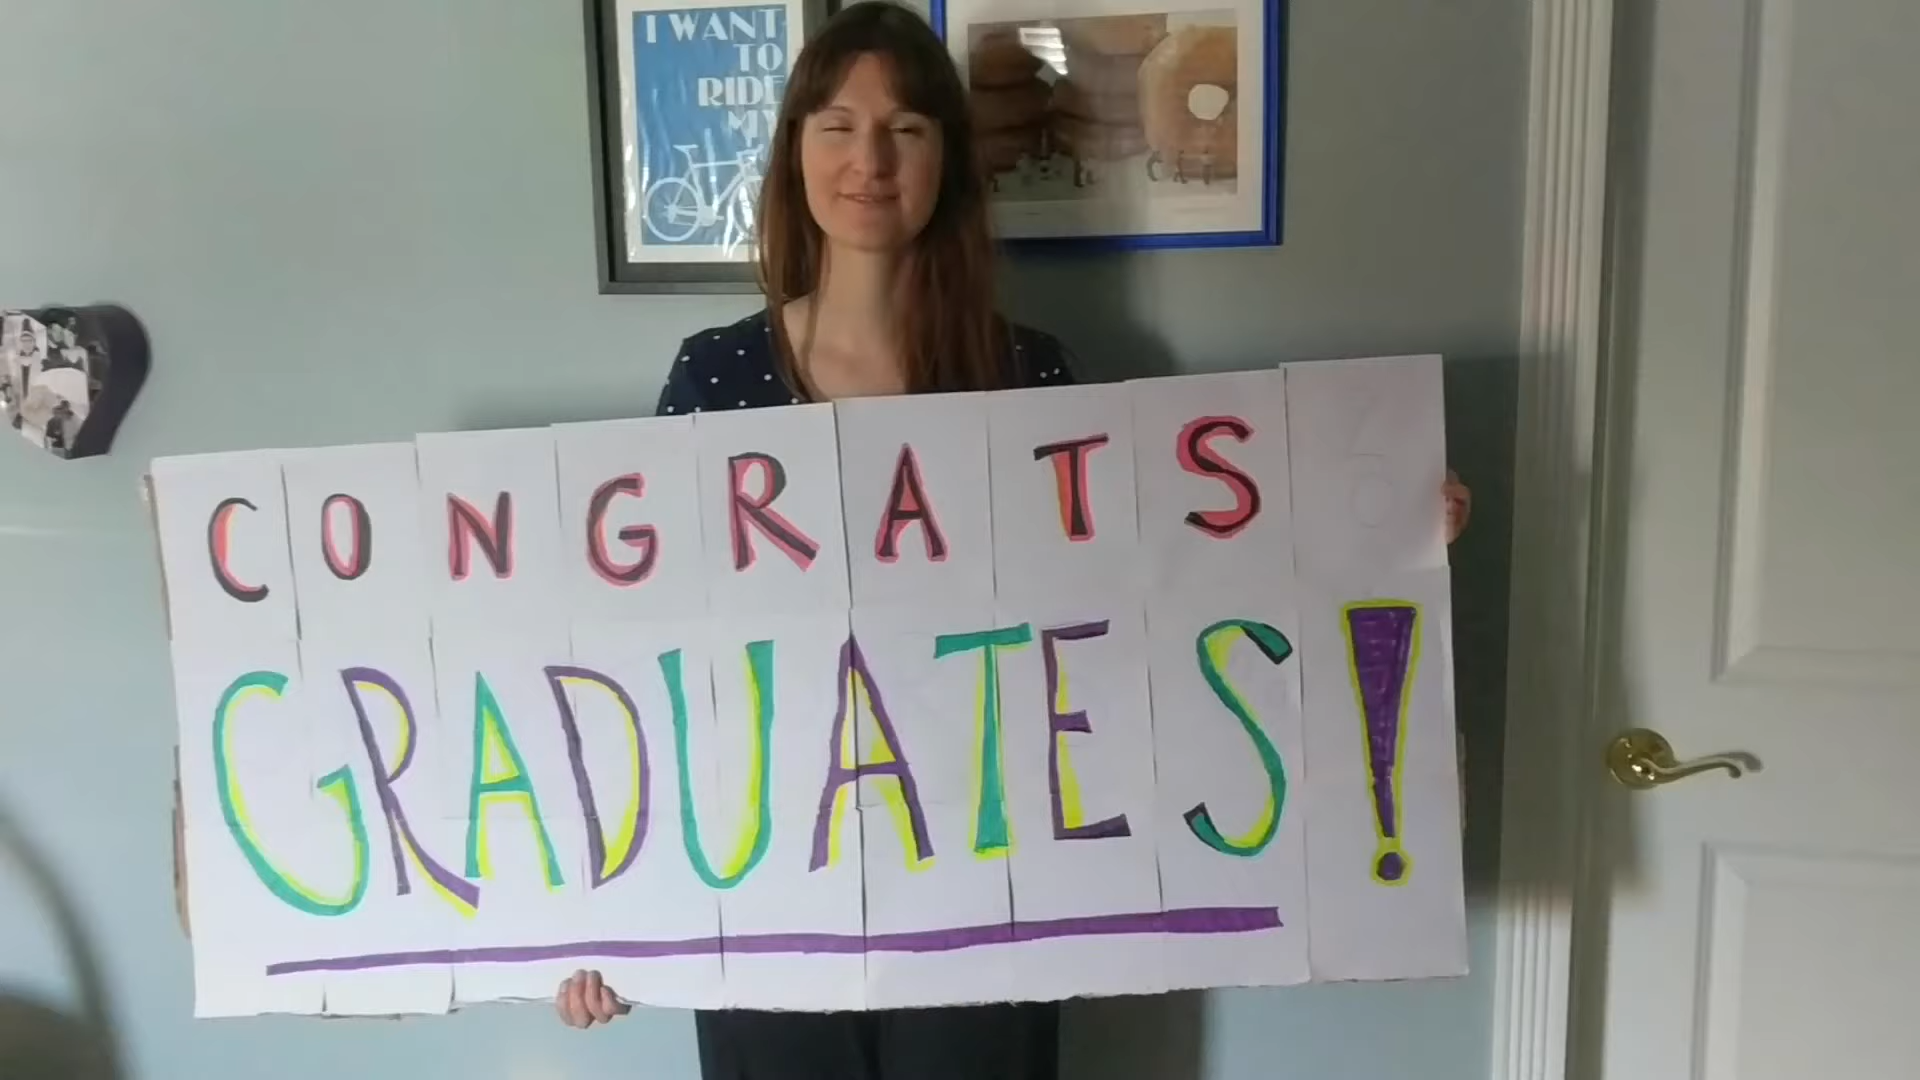 I WANT
TO
RIDE
MY
CONGRATS
GRADUATES!